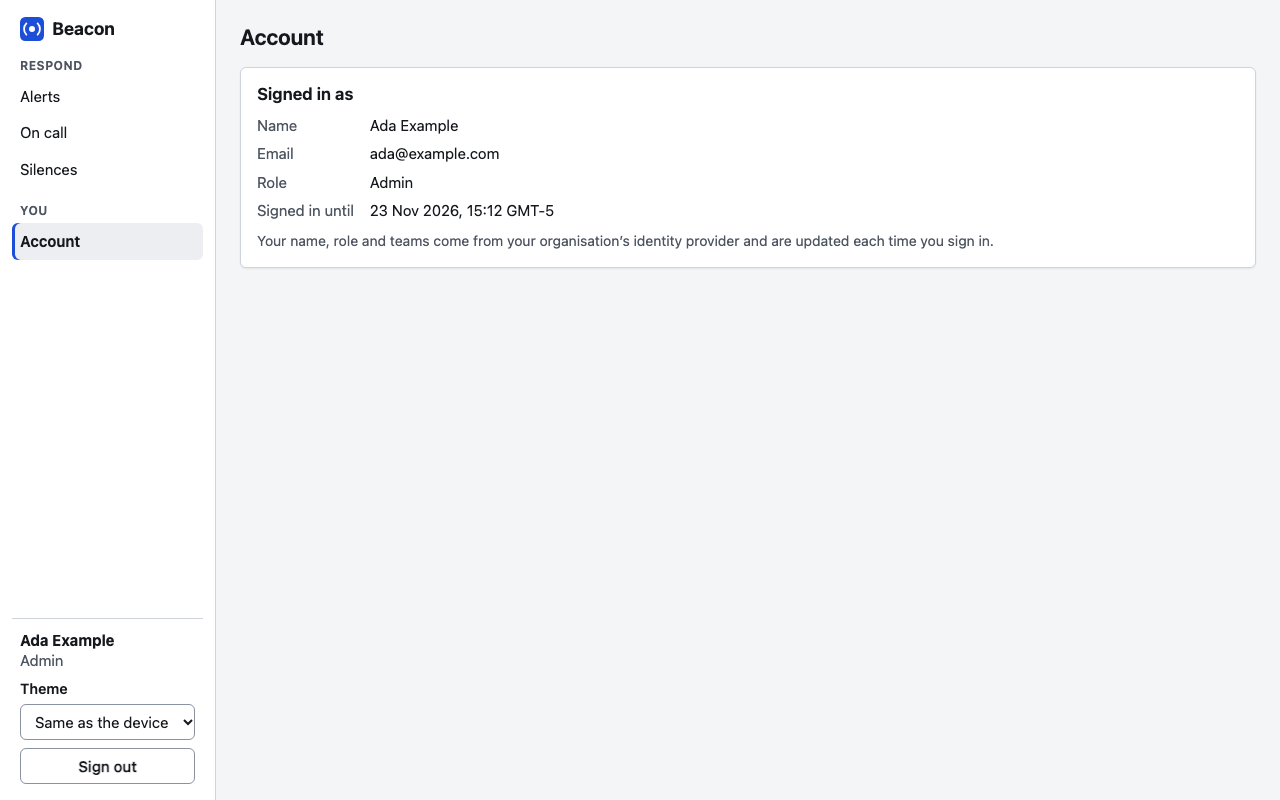 Beacon
RESPOND
Alerts
On call
Silences
YOU
Account
Ada Example
Admin
Theme
Same as the device
Sign out
Account
Signed in as
Name Ada Example
Email ada@example.com
Role Admin
Signed in until 23 Nov 2026, 15:12 GMT-5
Your name, role and teams come from your organisation’s identity provider and are updated each time you sign in.